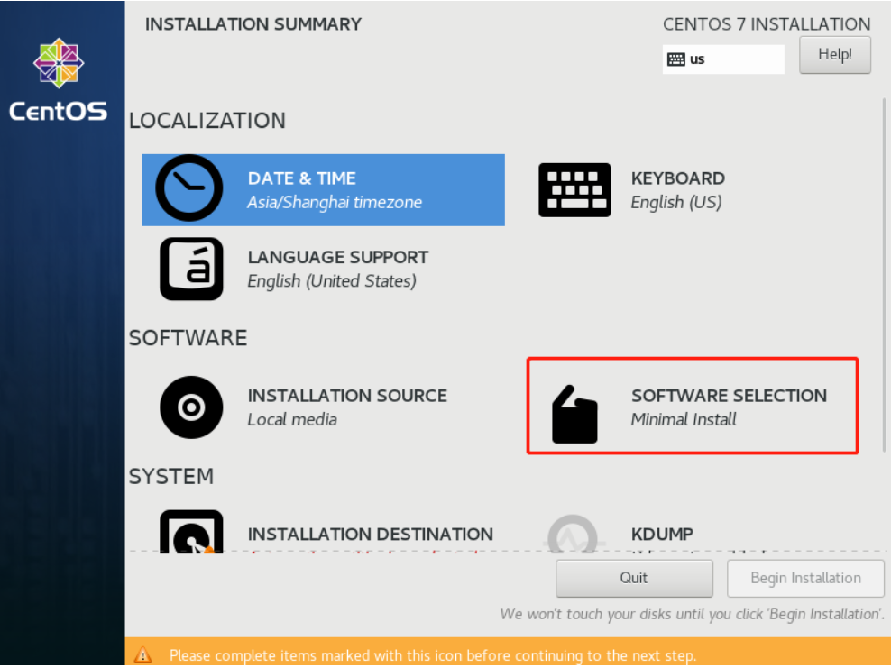 INSTALLATION SUMMARY
CENTOS 7 INSTALLATION
us
Help!
CentOS
LOCALIZATION
DATE & TIME
Asia/Shanghai timezone
KEYBOARD
English (US)
LANGUAGE SUPPORT
English (United States)
SOFTWARE
INSTALLATION SOURCE
Local media
SOFTWARE SELECTION
Minimal Install
SYSTEM
INSTALLATION DESTINATION
KDUMP
Quit
Begin Installation
We won't touch your disks until you click 'Begin Installation'.
Please complete items marked with this icon before continuing to the next step.